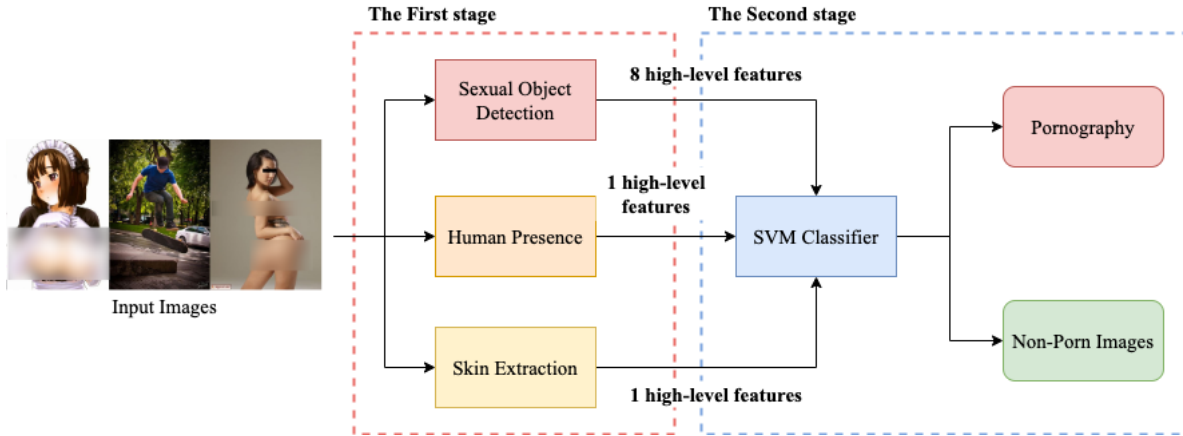 The First stage
The Second stage
Sexual Object
Detection
8 high-level features
Pornography
1 high-level
features
Human Presence
SVM Classifier
Input Images
Skin Extraction
1 high-level features
Non-Porn Images